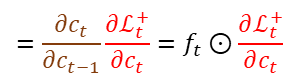 = ∂c_t/∂c_{t−1} ∂ℒ_t^+/∂c_t = f_t ⊙ ∂ℒ_t^+/∂c_t